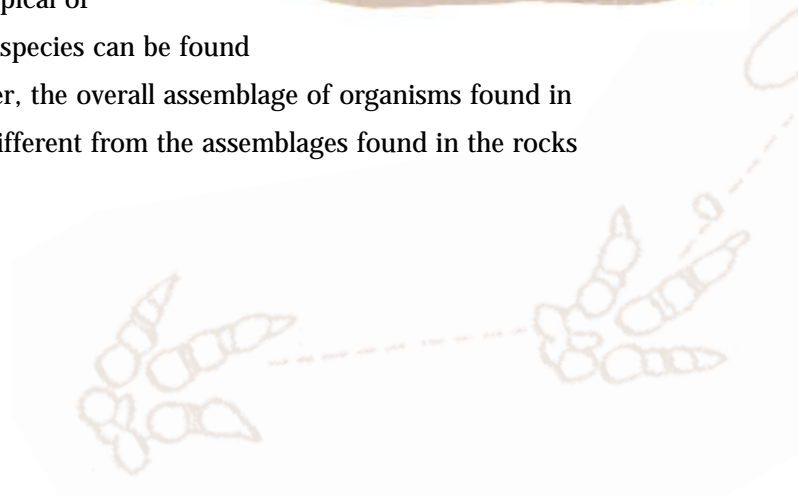 pical of
species can be found
er, the overall assemblage of organisms found in
ifferent from the assemblages found in the rocks